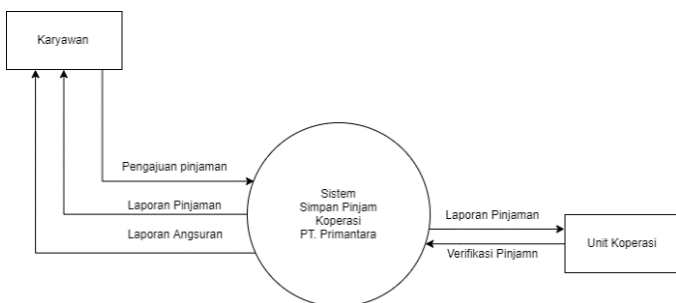 Karyawan
Pengajuan pinjaman
Laporan Pinjaman
Laporan Angsuran
Sistem
Simpan Pinjam
Koperasi
PT. Primantara
Laporan Pinjaman
Verifikasi Pinjamn
Unit Koperasi